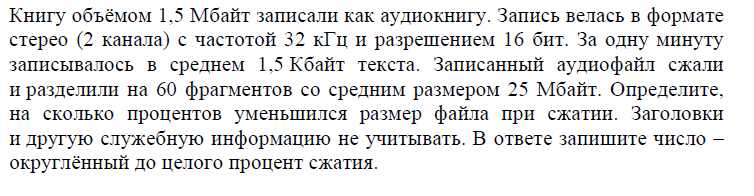 Книгу объёмом 1,5 Мбайт записали как аудиокнигу. Запись велась в формате
стерео (2 канала) с частотой 32 кГц и разрешением 16 бит. За одну минуту
записывалось в среднем 1,5 Кбайт текста. Записанный аудиофайл сжали
и разделили на 60 фрагментов со средним размером 25 Мбайт. Определите,
на сколько процентов уменьшился размер файла при сжатии. Заголовки
и другую служебную информацию не учитывать. В ответе запишите число –
округлённый до целого процент сжатия.